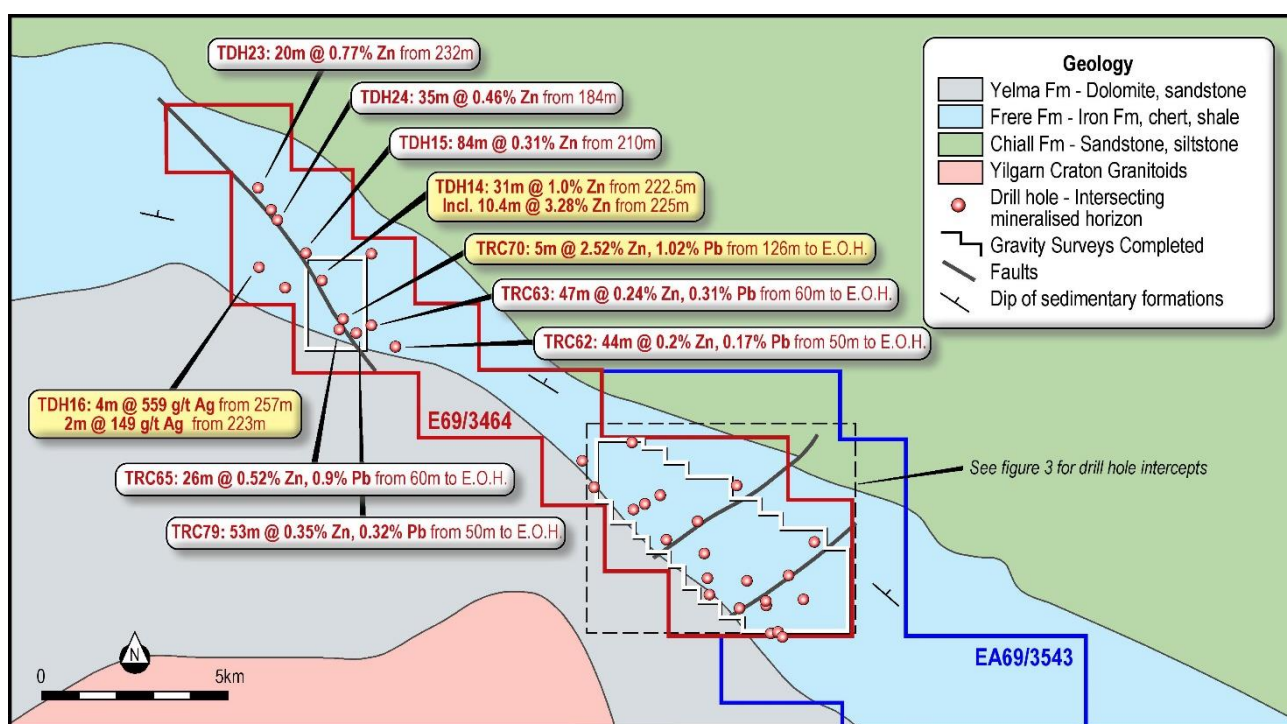 TDH23: 20m @ 0.77% Zn from 232m
TDH24: 35m @ 0.46% Zn from 184m
TDH15: 84m @ 0.31% Zn from 210m
TDH14: 31m @ 1.0% Zn from 222.5m
Incl. 10.4m @ 3.28% Zn from 225m
TRC70: 5m @ 2.52% Zn, 1.02% Pb from 126m to E.O.H.
TRC63: 47m @ 0.24% Zn, 0.31% Pb from 60m to E.O.H.
TRC62: 44m @ 0.2% Zn, 0.17% Pb from 50m to E.O.H.
TDH16: 4m @ 559 g/t Ag from 257m
2m @ 149 g/t Ag from 223m
TRC65: 26m @ 0.52% Zn, 0.9% Pb from 60m to E.O.H.
TRC79: 53m @ 0.35% Zn, 0.32% Pb from 50m to E.O.H.
E69/3464
See figure 3 for drill hole intercepts
EA69/3543
Geology
Yelma Fm - Dolomite, sandstone
Frere Fm - Iron Fm, chert, shale
Chiall Fm - Sandstone, siltstone
Yilgarn Craton Granitoids
Drill hole - Intersecting
mineralised horizon
Gravity Surveys Completed
Faults
Dip of sedimentary formations
N
0 5km